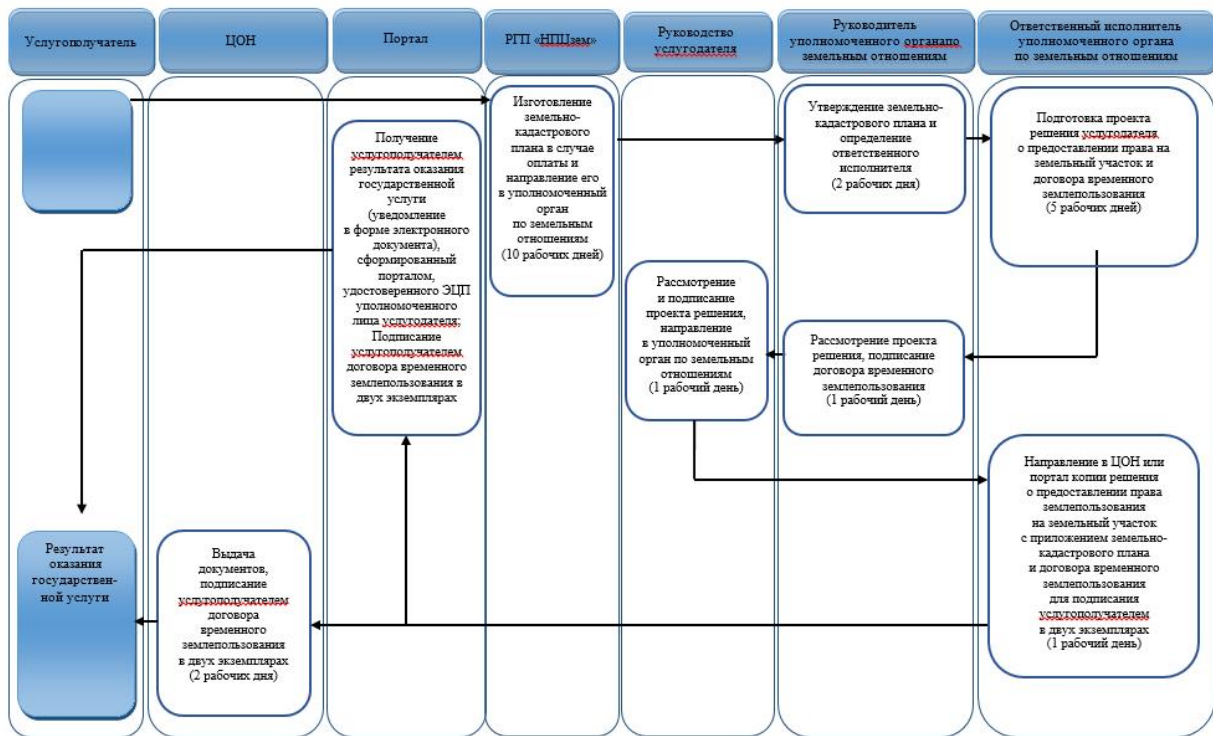 Услугополучатель
ЦОН
Портал
РГП «НПЦзем»
Руководство
услугодателя
Руководитель
уполномоченного органапо
земельным отношениям
Ответственный исполнитель
уполномоченного органа
по земельным отношениям
Получение
услугополучателем
результата оказания
государственной
услуги
(уведомление
в форме электронного
документа),
сформированный
порталом,
удостоверенного ЭЦП
уполномоченного
лица услугодателя;
Подписание
услугополучателем
договора временного
землепользования в
двух экземплярах
Изготовление
земельно-
кадастрового
плана в случае
оплаты и
направление его
в уполномоченный
орган
по земельным
отношениям
(10 рабочих дней)
Утверждение земельно-
кадастрового плана и
определение
ответственного
исполнителя
(2 рабочих дня)
Подготовка проекта
решения услугодателя
о предоставлении права на
земельный участок и
договора временного
землепользования
(5 рабочих дней)
Рассмотрение
и подписание
проекта решения,
направление
в уполномоченный
орган по земельным
отношениям
(1 рабочий день)
Рассмотрение проекта
решения, подписание
договора временного
землепользования
(1 рабочий день)
Направление в ЦОН или
портал копии решения
о предоставлении права
землепользования
на земельный участок
с приложением земельно-
кадастрового плана
и договора временного
землепользования
для подписания
услугополучателем
в двух экземплярах
(1 рабочий день)
Результат
оказания
государствен-
ной услуги
Выдача
документов,
подписание
услугополучателем
договора
временного
землепользования
в двух экземплярах
(2 рабочих дня)